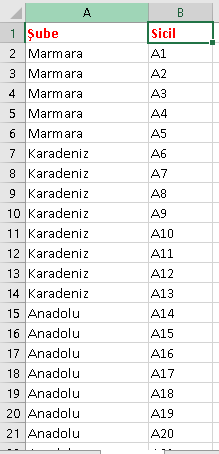 A B
1 Şube Sicil
2 Marmara A1
3 Marmara A2
4 Marmara A3
5 Marmara A4
6 Marmara A5
7 Karadeniz A6
8 Karadeniz A7
9 Karadeniz A8
10 Karadeniz A9
11 Karadeniz A10
12 Karadeniz A11
13 Karadeniz A12
14 Karadeniz A13
15 Anadolu A14
16 Anadolu A15
17 Anadolu A16
18 Anadolu A17
19 Anadolu A18
20 Anadolu A19
21 Anadolu A20